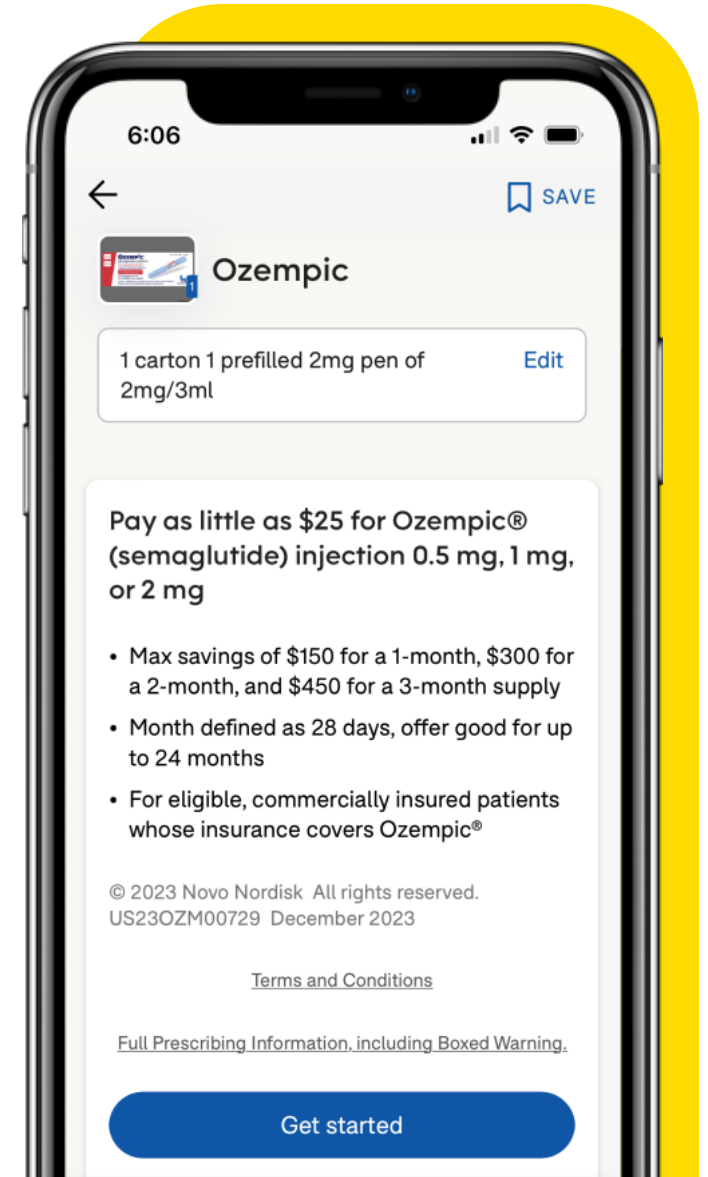 6:06
SAVE
OZEMPIC
1
Ozempic
1 carton 1 prefilled 2mg pen of
Edit
2mg/3ml
Pay as little as $25 for Ozempic®
(semaglutide) injection 0.5 mg, 1 mg,
or 2 mg
• Max savings of $150 for a 1-month, $300 for
a 2-month, and $450 for a 3-month supply
• Month defined as 28 days, offer good for up
to 24 months
• For eligible, commercially insured patients
whose insurance covers Ozempic®
© 2023 Novo Nordisk All rights reserved.
US23OZM00729 December 2023
Terms and Conditions
Full Prescribing Information, including Boxed Warning.
Get started